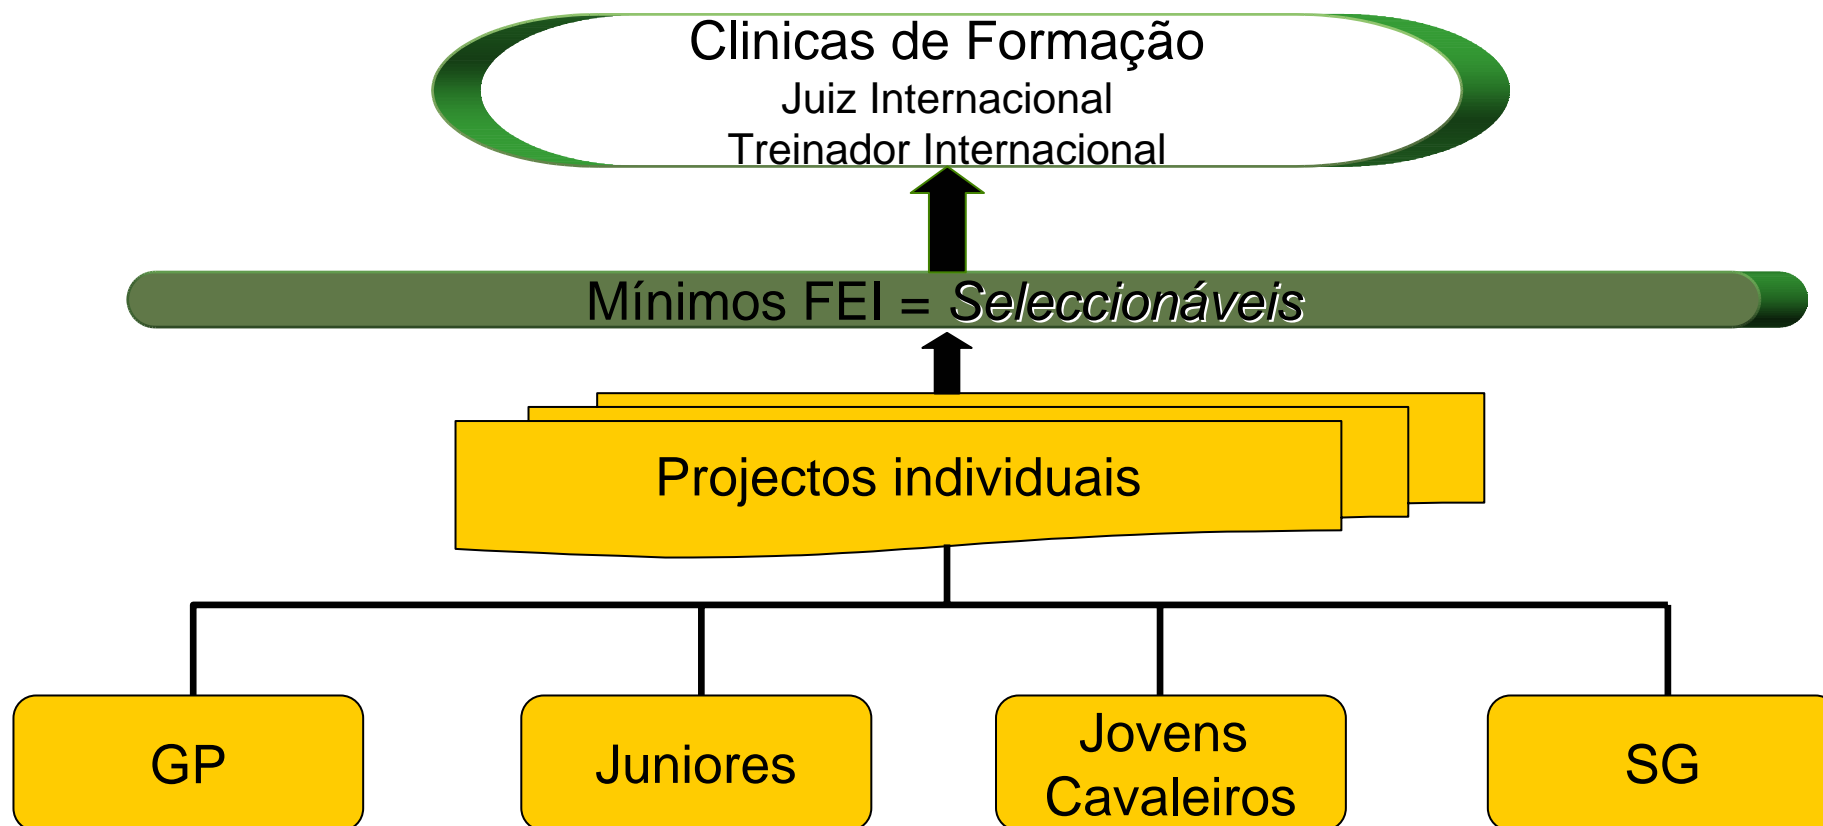 Clinicas de Formação
Juiz Internacional
Treinador Internacional
Mínimos FEI = Seleccionáveis
Projectos individuais
GP
Juniores
Jovens
Cavaleiros
SG